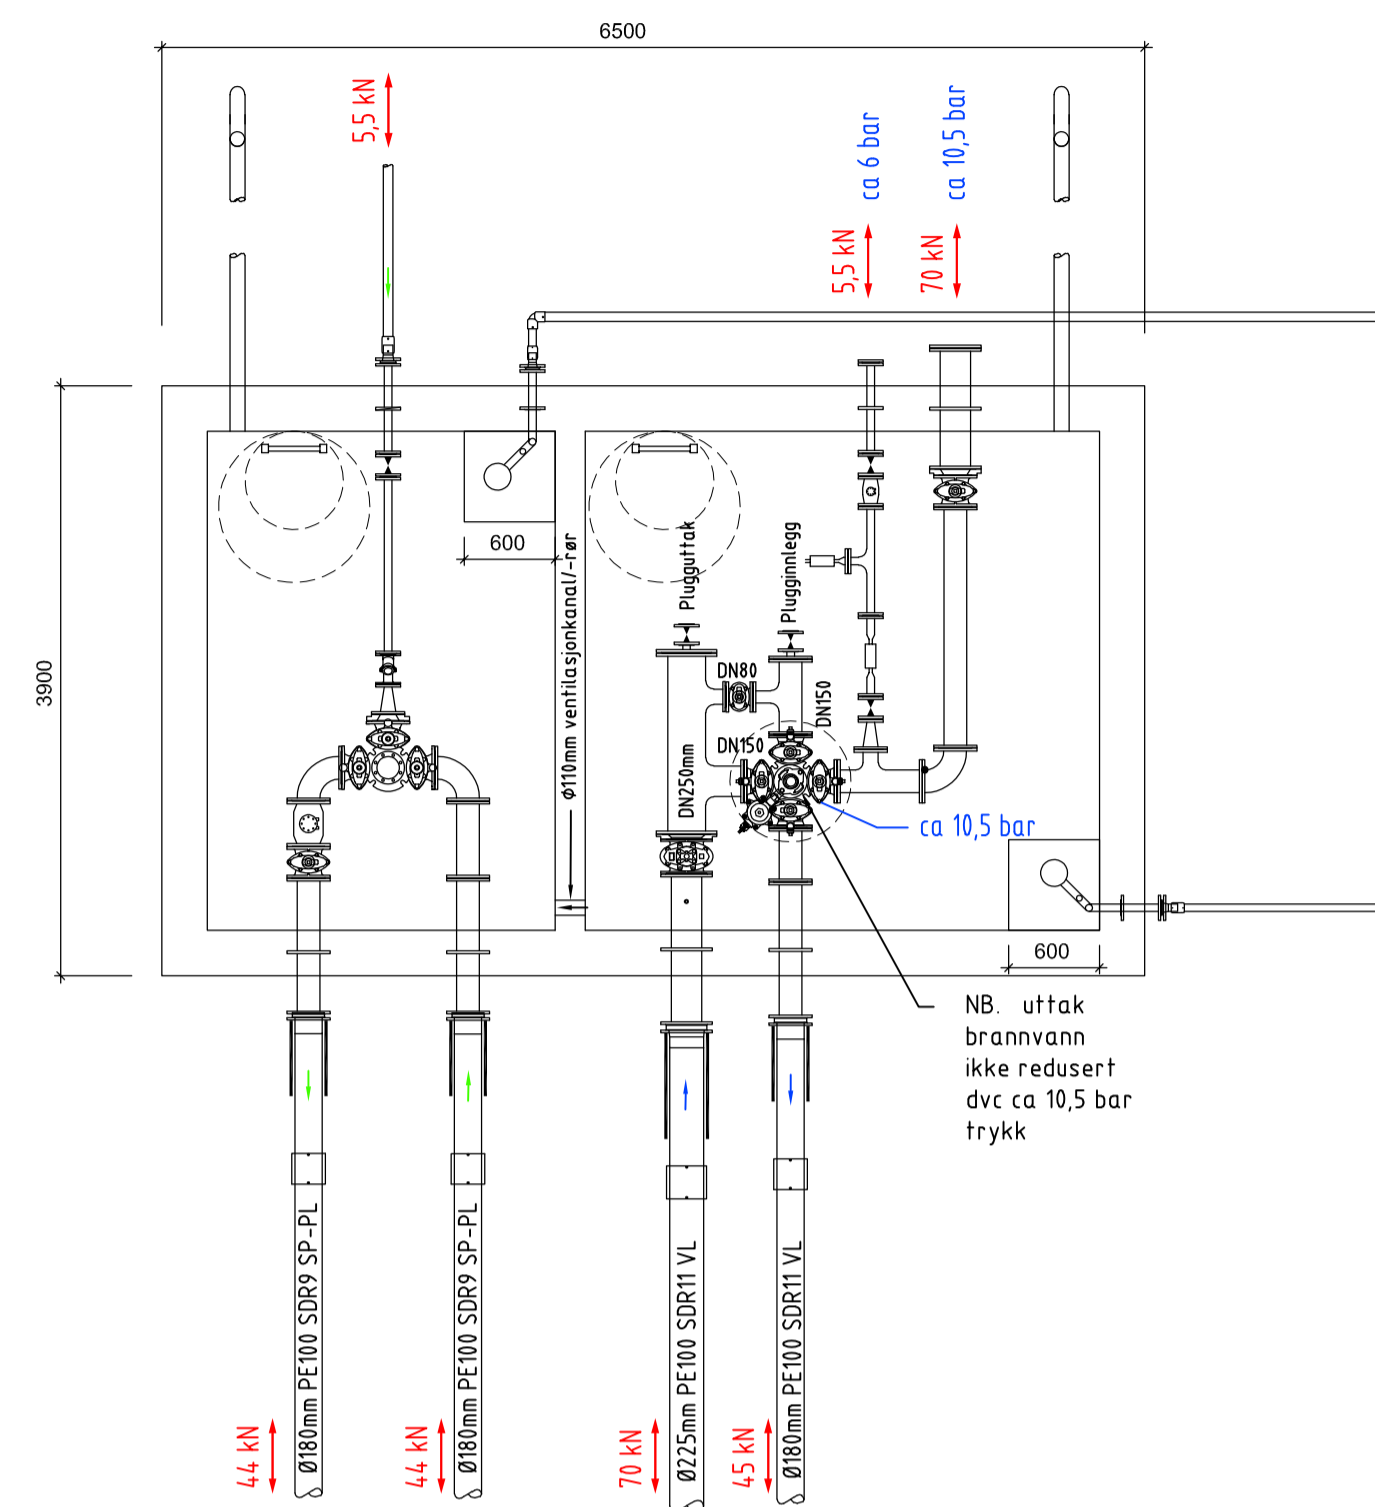 6500
5,5 kN
ca 6 bar
ca 10,5 bar
5,5 kN
70 kN
3900
600
φ110mm ventilasjonkanal/-rør
Plugguttak
Plugginnlegg
DN80
DN150
DN150
DN250mm
ca 10,5 bar
600
NB. uttak
brannvann
ikke redusert
dvc ca 10,5 bar
trykk
44 kN
Ø180mm PE100 SDR9 SP-PL
44 kN
Ø180mm PE100 SDR9 SP-PL
70 kN
Ø225mm PE100 SDR11 VL
45 kN
Ø180mm PE100 SDR11 VL